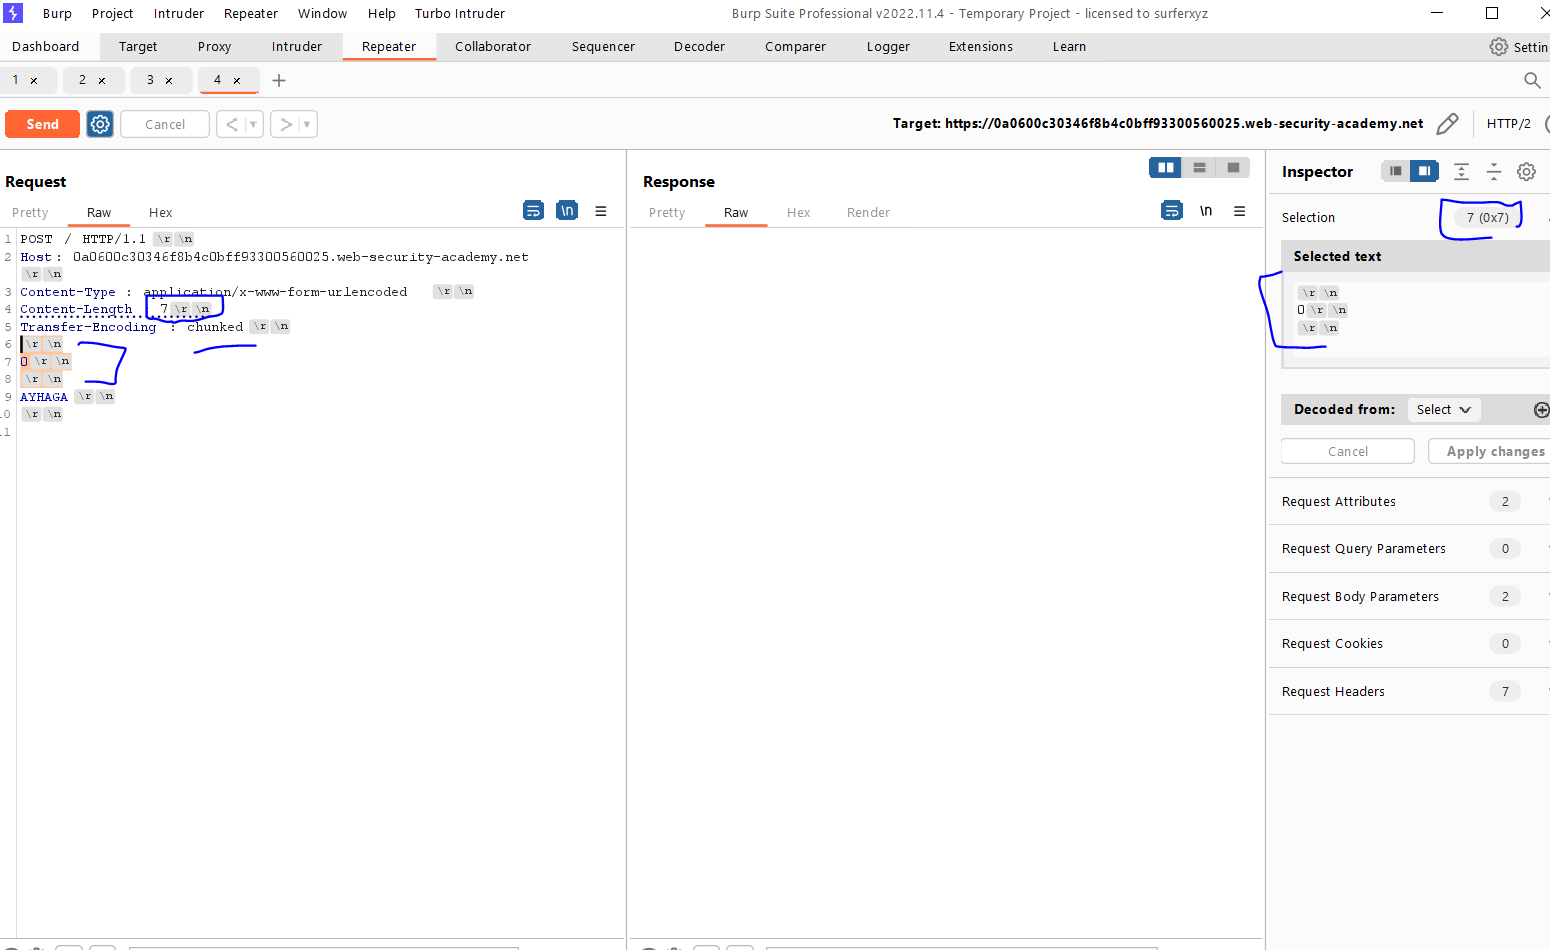 Burp Project Intruder Repeater Window Help Turbo Intruder Burp Suite Professional v2022.11.4 - Temporary Project - licensed to surferxyz
Dashboard Target Proxy Intruder Repeater Collaborator Sequencer Decoder Comparer Logger Extensions Learn Settin
1 × 2 × 3 × 4 × +
Send Cancel < > Target: https://0a0600c30346f8b4c0bff93300560025.web-security-academy.net HTTP/2
Request
Pretty Raw Hex \n
1 POST / HTTP/1.1 \r \n
2 Host: 0a0600c30346f8b4c0bff93300560025.web-security-academy.net
\r \n
3 Content-Type : application/x-www-form-urlencoded \r \n
4 Content-Length 7 \r \n
5 Transfer-Encoding : chunked \r \n
6 \r \n
7 0 \r \n
8 \r \n
9 AYHAGA \r \n
10 \r \n
11
Response
Pretty Raw Hex Render \n
Inspector
Selection 7 (0x7)
Selected text
\r \n
0 \r \n
\r \n
Decoded from: Select
Cancel Apply changes
Request Attributes 2
Request Query Parameters 0
Request Body Parameters 2
Request Cookies 0
Request Headers 7